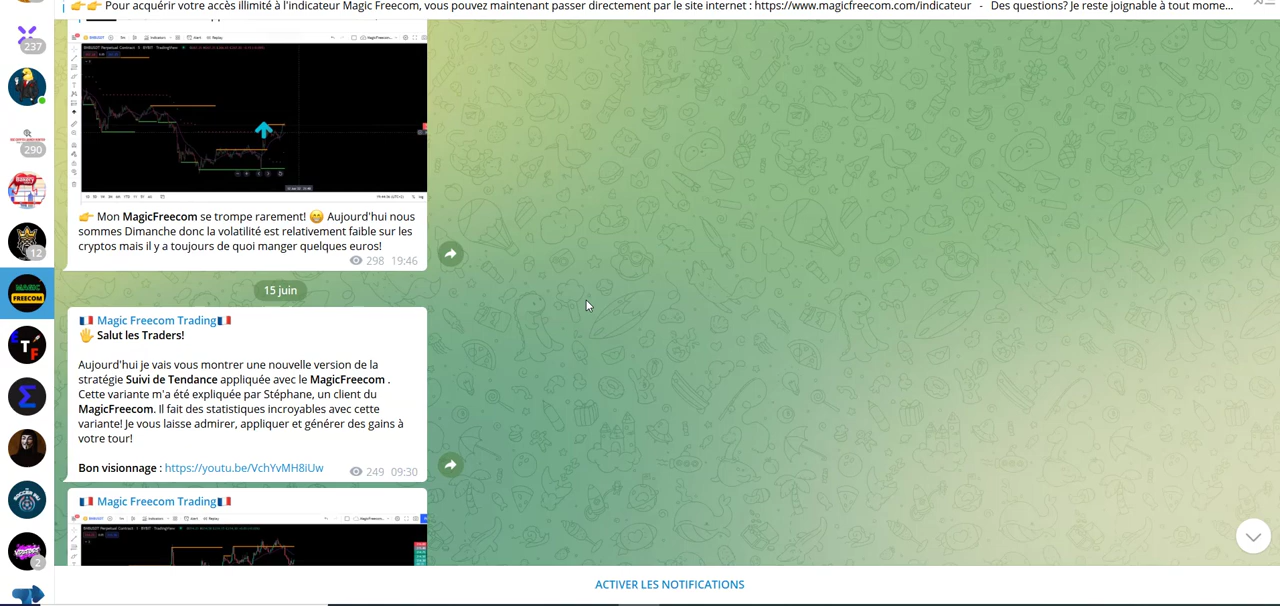 👉👉 Pour acquérir votre accès illimité à l'indicateur Magic Freecom, vous pouvez maintenant passer directement par le site internet : https://www.magicfreecom.com/indicateur - Des questions? Je reste joignable à tout mome...
237
290
12
MAGIC
FREECOM
ETF
Σ
2
👉 Mon MagicFreecom se trompe rarement! 😁 Aujourd'hui nous
sommes Dimanche donc la volatilité est relativement faible sur les
cryptos mais il y a toujours de quoi manger quelques euros!
298 19:46
15 juin
🇫🇷 Magic Freecom Trading🇫🇷
🖐 Salut les Traders!
Aujourd'hui je vais vous montrer une nouvelle version de la
stratégie Suivi de Tendance appliquée avec le MagicFreecom .
Cette variante m'a été expliquée par Stéphane, un client du
MagicFreecom. Il fait des statistiques incroyables avec cette
variante! Je vous laisse admirer, appliquer et générer des gains à
votre tour!
Bon visionnage : https://youtu.be/VchYvMH8iUw
249 09:30
🇫🇷 Magic Freecom Trading🇫🇷
ACTIVER LES NOTIFICATIONS